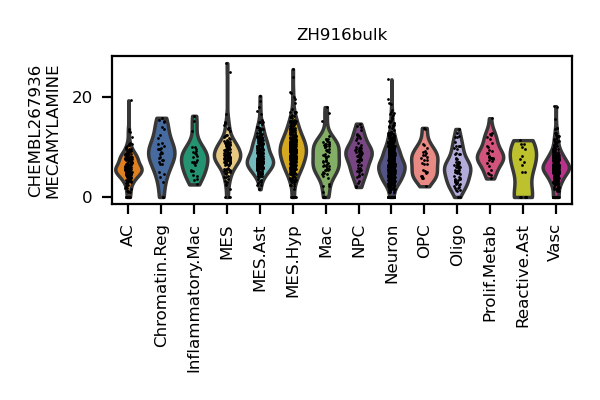 ZH916bulk
CHEMBL267936
MECAMYLAMINE
20
0
AC
Chromatin.Reg
Inflammatory.Mac
MES
MES.Ast
MES.Hyp
Mac
NPC
Neuron
OPC
Oligo
Prolif.Metab
Reactive.Ast
Vasc